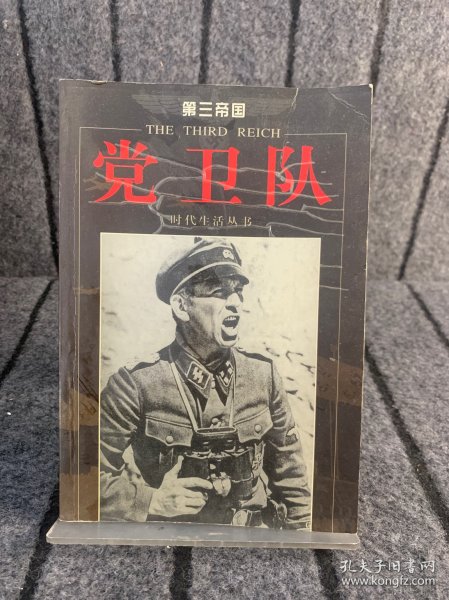 第三帝国
THE THIRD REICH
党卫队
时代生活丛书
孔夫子旧书网
www.kongfz.com